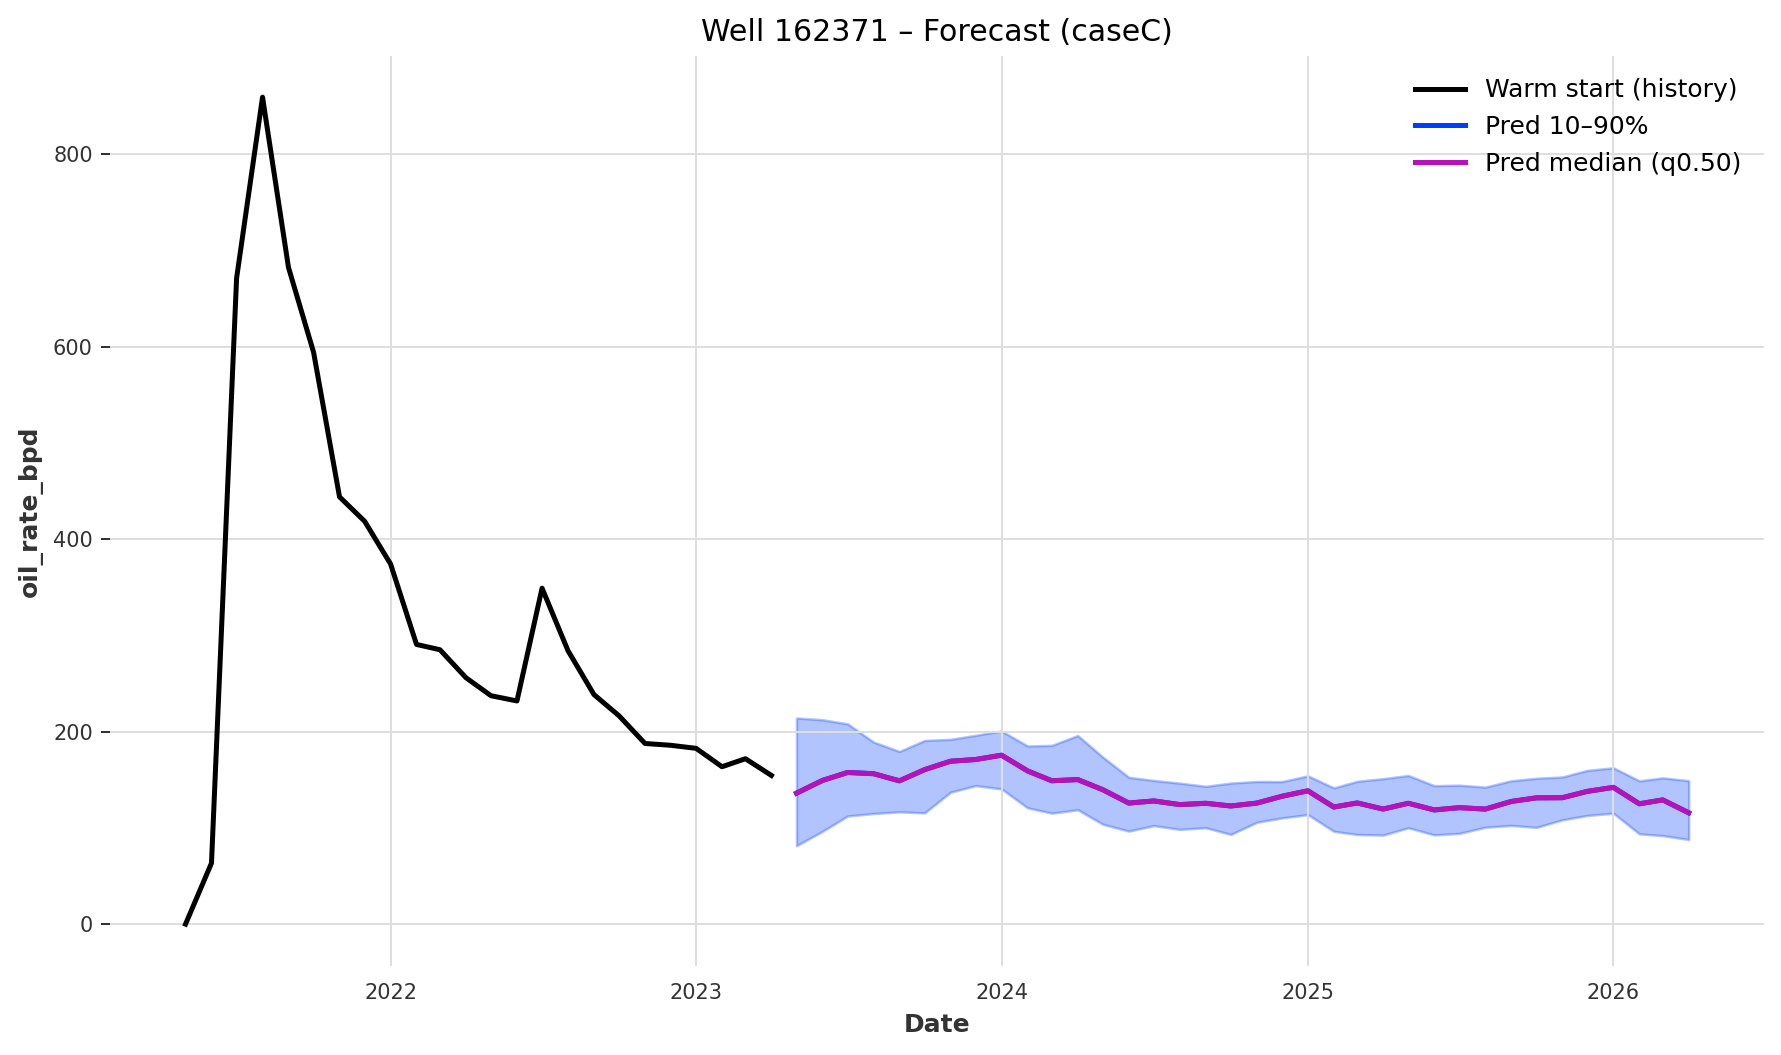 Well 162371 – Forecast (caseC)
Warm start (history)
Pred 10–90%
Pred median (q0.50)
800
600
400
200
0
oil_rate_bpd
2022
2023
2024
2025
2026
Date